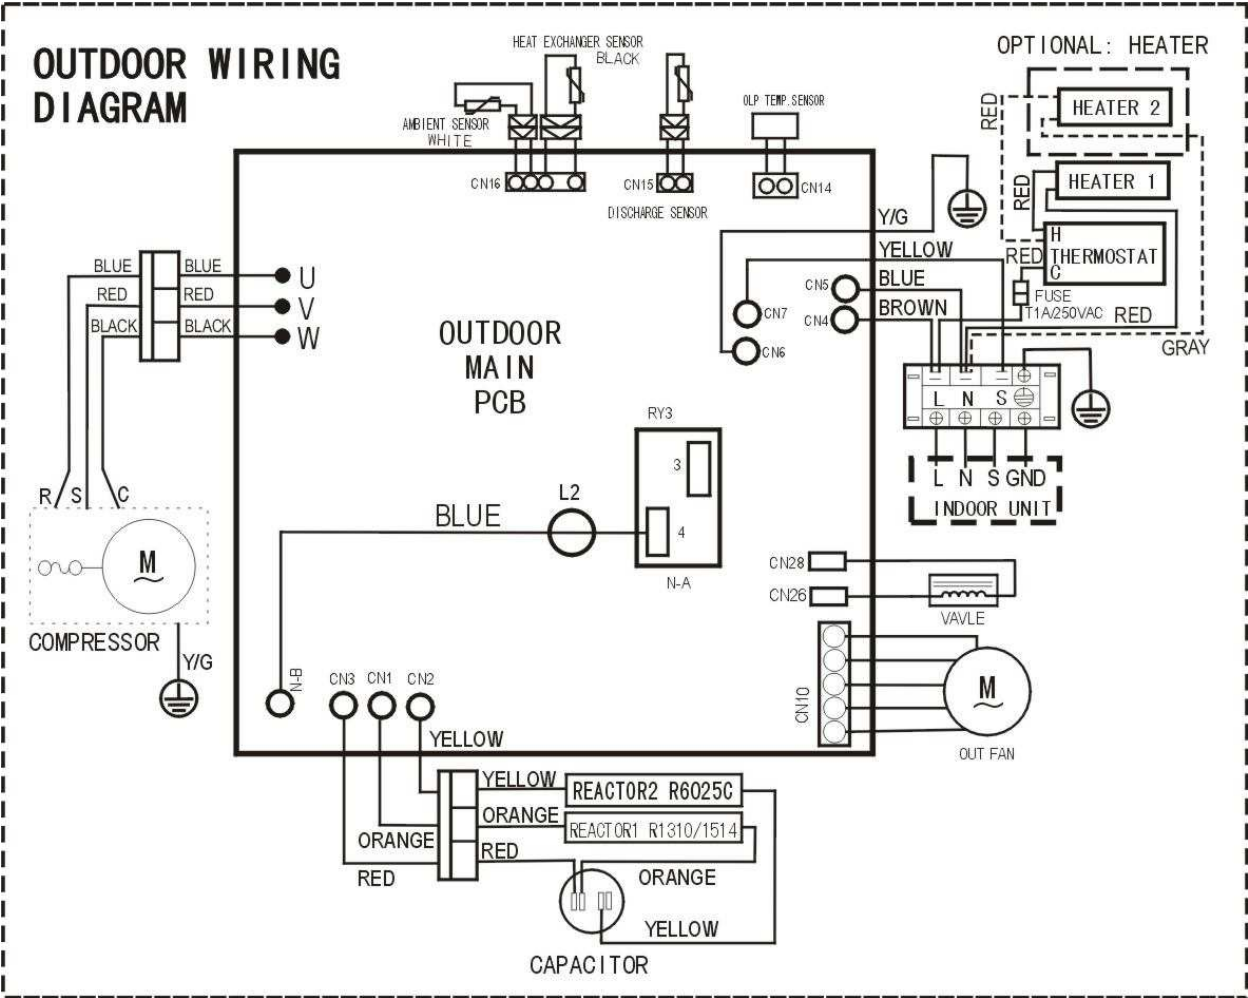 OUTDOOR WIRING
DIAGRAM
HEAT EXCHANGER SENSOR
BLACK
AMBIENT SENSOR
WHITE
OLP TEMP.SENSOR
OPTIONAL: HEATER
RED
HEATER 2
RED
HEATER 1
CN16
CN15
CN14
DISCHARGE SENSOR
Y/G
YELLOW
RED
H
THERMOSTAT
C
BLUE
BLUE
U
CN5
BLUE
FUSE
T1A/250VAC
RED
RED
V
CN7
CN4
BROWN
RED
BLACK
BLACK
W
OUTDOOR
MAIN
PCB
CN6
GRAY
L N S
RY3
3
4
N-A
L2
BLUE
L N S GND
INDOOR UNIT
R S C
M
COMPRESSOR
Y/G
CN28
CN26
VAVLE
N-B
CN3
CN1
CN2
YELLOW
CN10
M
OUT FAN
YELLOW
REACTOR2 R6025C
ORANGE
REACTOR1 R1310/1514
ORANGE
RED
RED
ORANGE
YELLOW
CAPACITOR